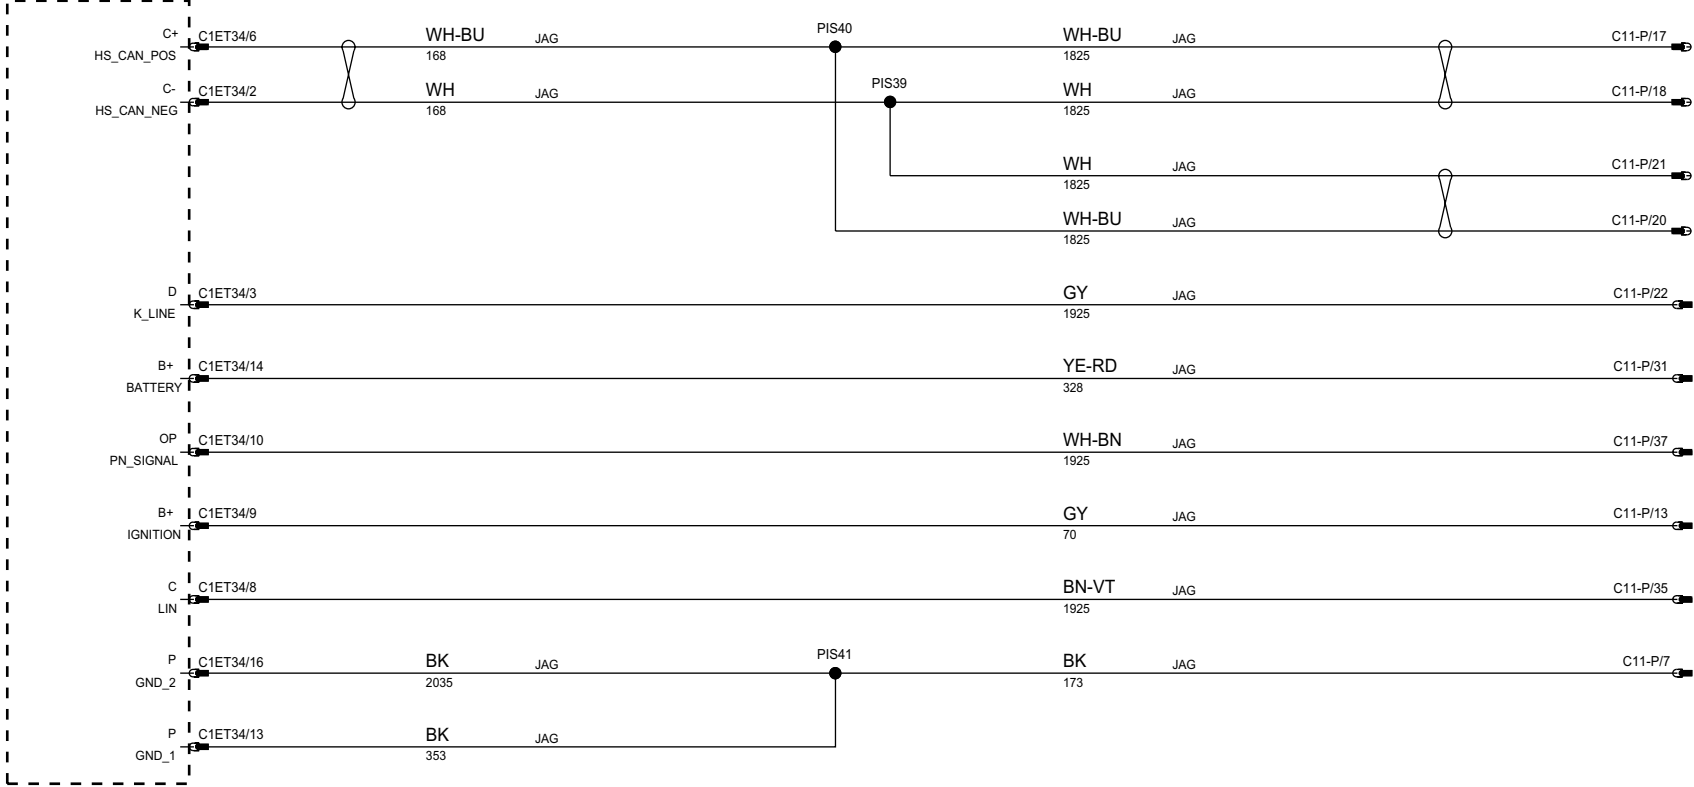 PIS40
C+ C1ET34/6 WH-BU JAG WH-BU JAG C11-P/17
HS_CAN_POS 168 1825
PIS39
C- C1ET34/2 WH JAG WH JAG C11-P/18
HS_CAN_NEG 168 1825
WH JAG C11-P/21
1825
WH-BU JAG C11-P/20
1825
D C1ET34/3 GY JAG C11-P/22
K_LINE 1925
B+ C1ET34/14 YE-RD JAG C11-P/31
BATTERY 328
OP C1ET34/10 WH-BN JAG C11-P/37
PN_SIGNAL 1925
B+ C1ET34/9 GY JAG C11-P/13
IGNITION 70
C C1ET34/8 BN-VT JAG C11-P/35
LIN 1925
PIS41
P C1ET34/16 BK JAG BK JAG C11-P/7
GND_2 2035 173
P C1ET34/13 BK JAG
GND_1 353